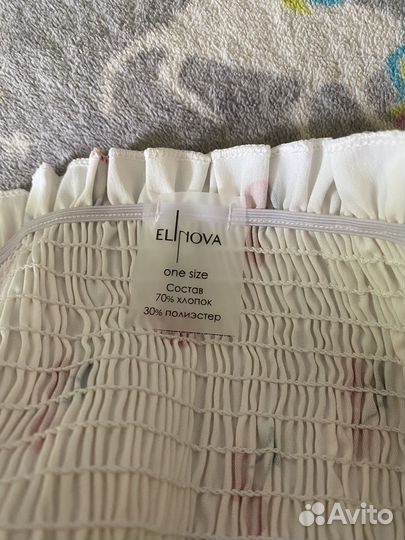 ELINOVA
one size
Состав
70% хлопок
30% полиэстер
Avito